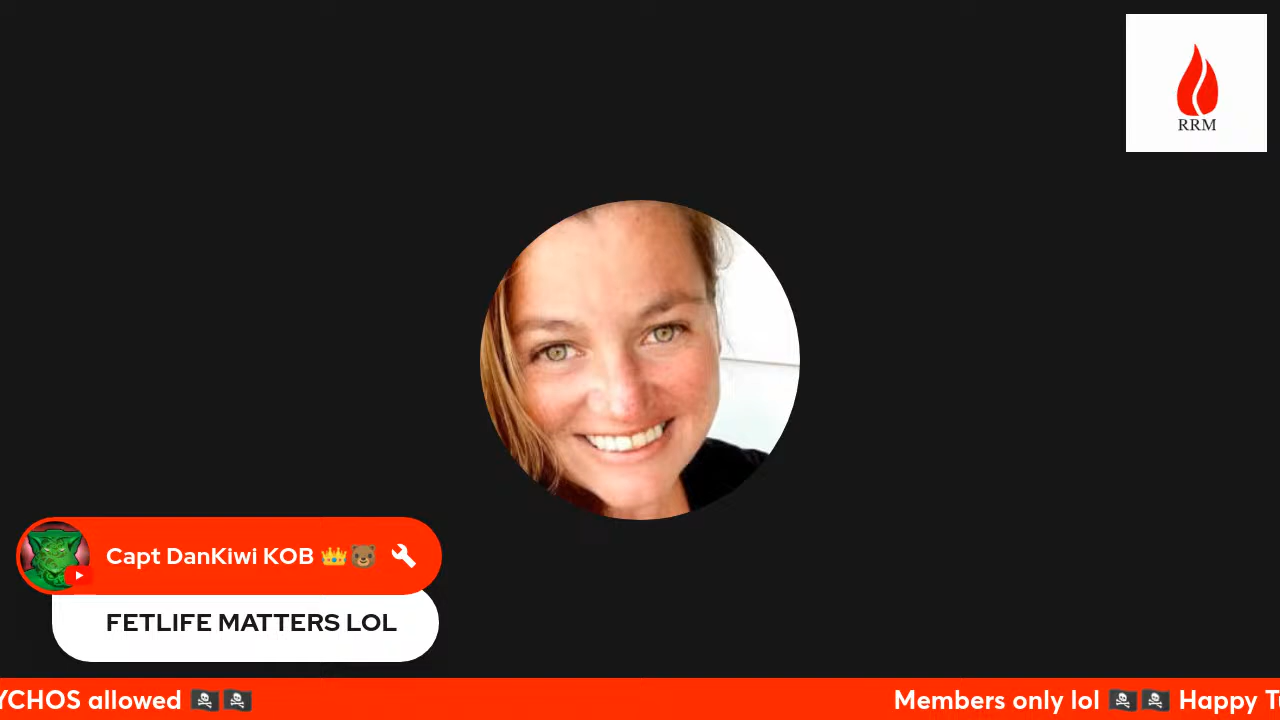 RRM
Capt DanKiwi KOB 👑🐻
FETLIFE MATTERS LOL
YCHOS allowed 🏴‍☠️🏴‍☠️ Members only lol 🏴‍☠️🏴‍☠️ Happy T